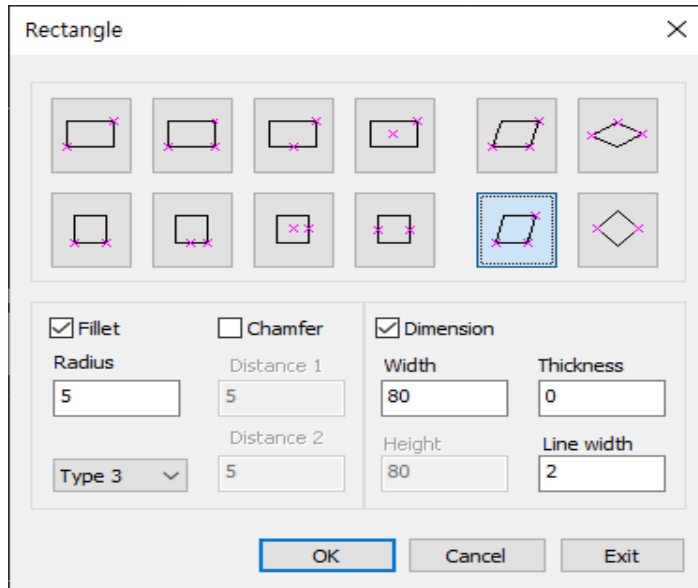 Rectangle
Fillet
Chamfer
Dimension
Radius
Distance 1
Width
Thickness
5
5
80
0
Distance 2
Height
Line width
Type 3
5
80
2
OK
Cancel
Exit